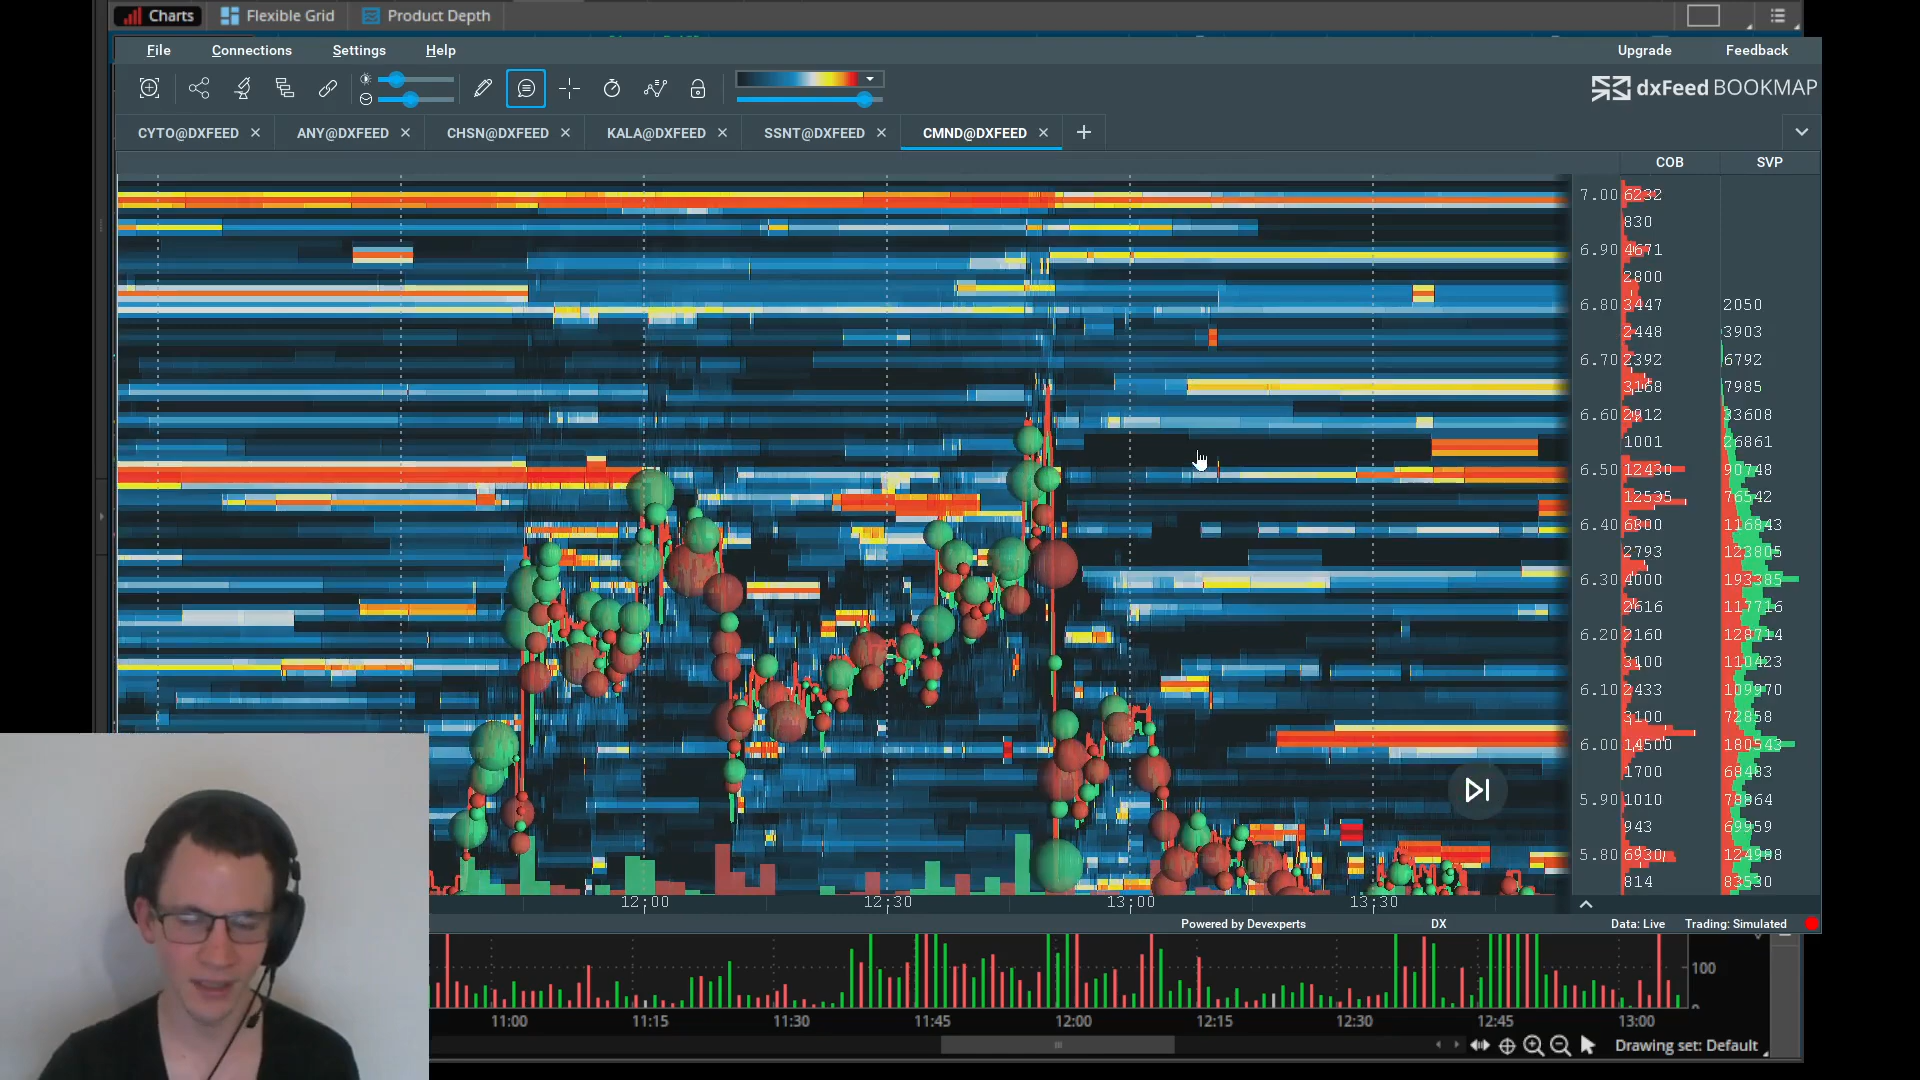 Charts Flexible Grid Product Depth
File Connections Settings Help Upgrade Feedback
dxFeed BOOKMAP
CYTO@DXFEED ANY@DXFEED CHSN@DXFEED KALA@DXFEED SSNT@DXFEED CMND@DXFEED
COB SVP
7.00 6232
830
6.90 4671
2800
6.80 3447 2050
2448 3903
6.70 2392 6792
3168 7985
6.60 2912 33608
1001 26861
6.50 12430 90748
12535 76542
6.40 6300 116843
2793 123805
6.30 4000 193385
2616 117716
6.20 2160 128714
3100 110423
6.10 2433 109970
3100 72858
6.00 14500 180543
1700 68483
5.90 1010 78864
943 69959
5.80 6930 124988
814 83530
12:00 12:30 13:00 13:30
Powered by Devexperts DX Data: Live Trading: Simulated
100
11:00 11:15 11:30 11:45 12:00 12:15 12:30 12:45 13:00
Drawing set: Default